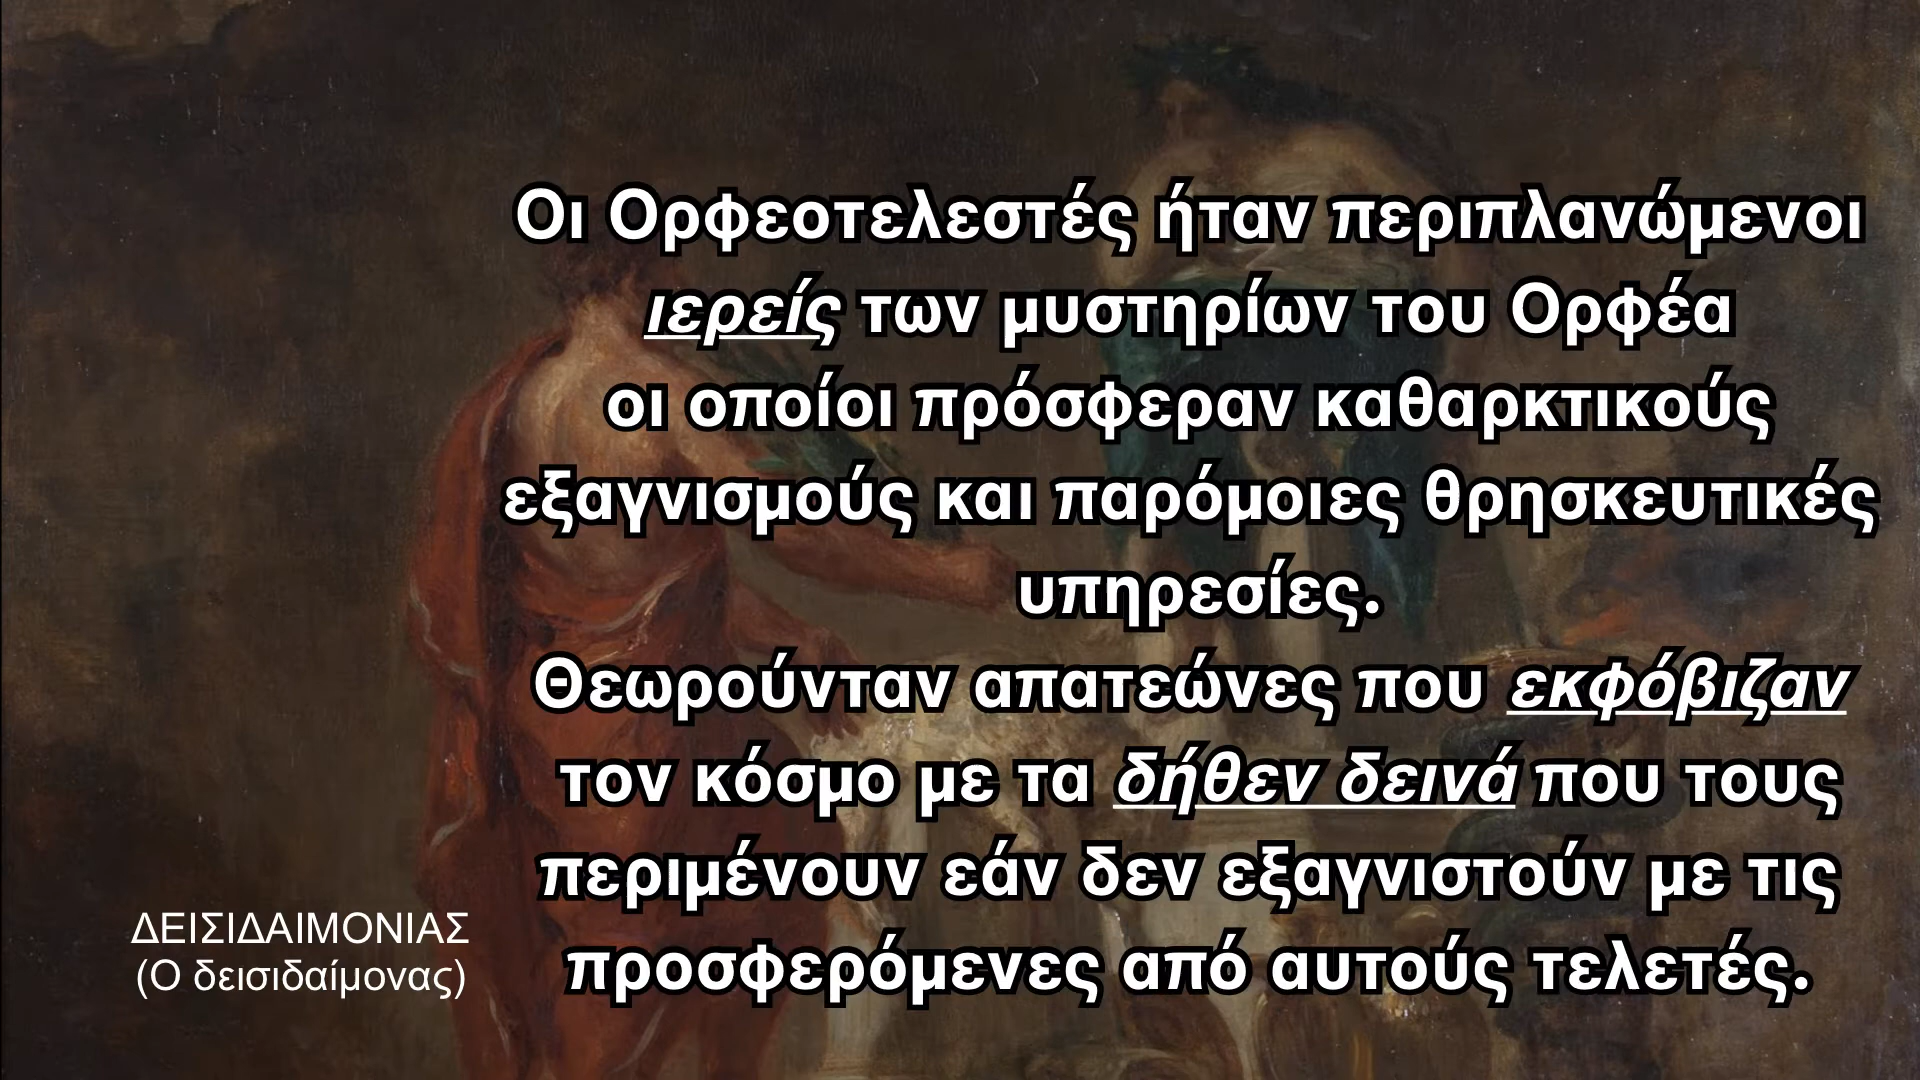 Οι Ορφεοτελεστές ήταν περιπλανώμενοι
ιερείς των μυστηρίων του Ορφέα
οι οποίοι πρόσφεραν καθαρκτικούς
εξαγνισμούς και παρόμοιες θρησκευτικές
υπηρεσίες.
Θεωρούνταν απατεώνες που εκφόβιζαν
τον κόσμο με τα δήθεν δεινά που τους
περιμένουν εάν δεν εξαγνιστούν με τις
προσφερόμενες από αυτούς τελετές.
ΔΕΙΣΙΔΑΙΜΟΝΙΑΣ
(Ο δεισιδαίμονας)